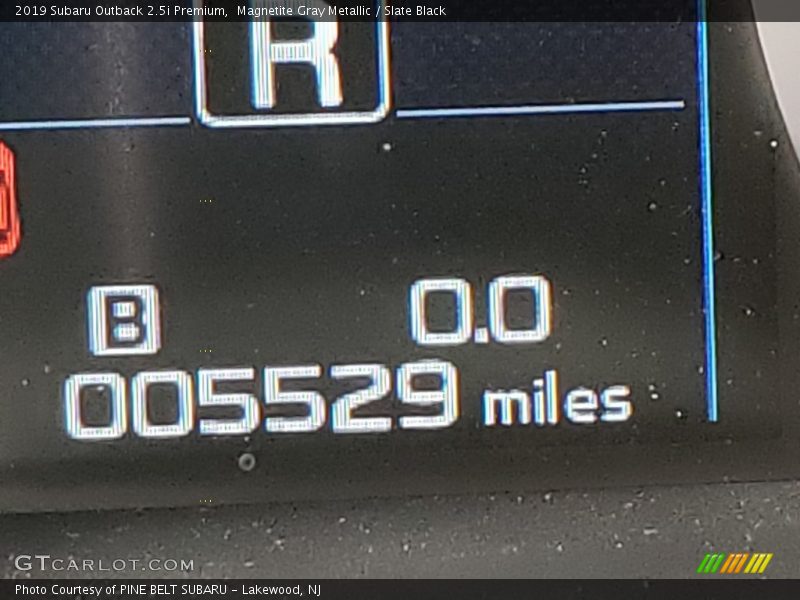 2019 Subaru Outback 2.5i Premium,  Magnetite Gray Metallic / Slate Black
R
B 0.0
005529 miles
GTCARLOT.COM
Photo Courtesy of PINE BELT SUBARU - Lakewood, NJ